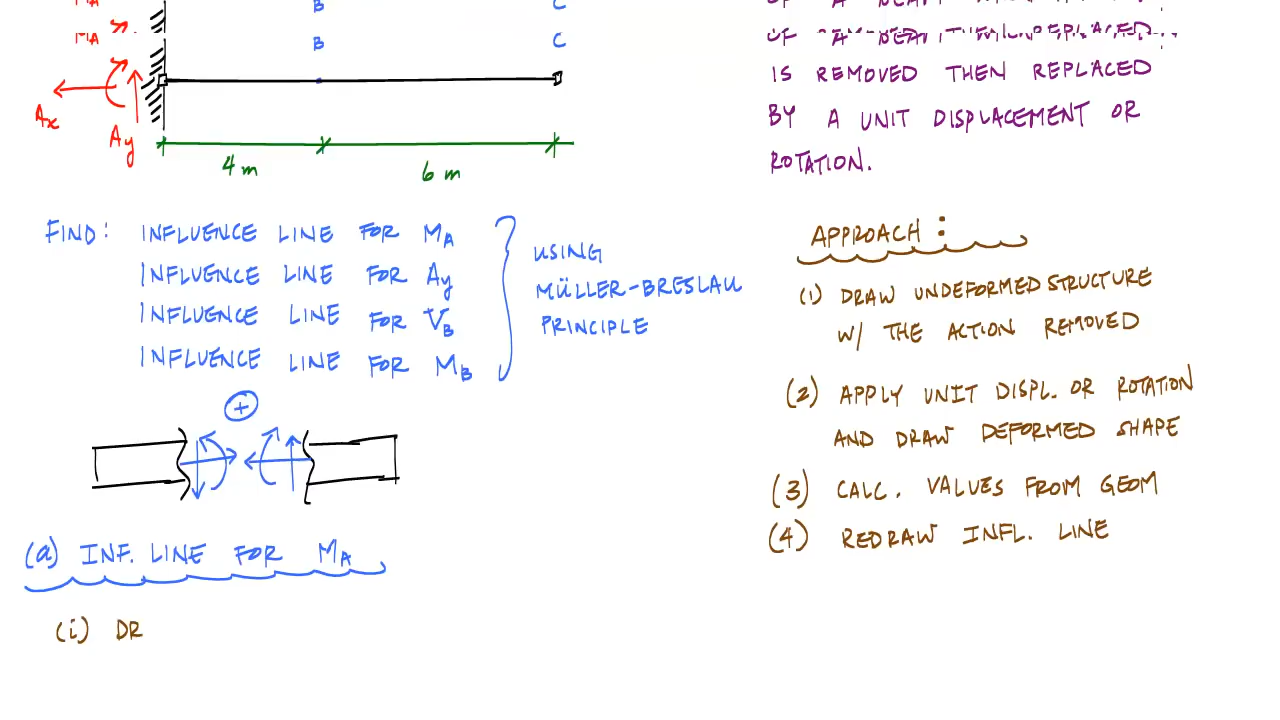 B
C
MA
B
C
Ax
Ay
4 m
6 m
IS REMOVED THEN REPLACED
BY A UNIT DISPLACEMENT OR
ROTATION.
FIND: INFLUENCE LINE FOR MA
INFLUENCE LINE FOR Ay
INFLUENCE LINE FOR VB
INFLUENCE LINE FOR MB
USING
MÜLLER-BRESLAU
PRINCIPLE
+
(a) INF. LINE FOR MA
(i) DR
APPROACH:
(1) DRAW UNDEFORMED STRUCTURE
W/ THE ACTION REMOVED
(2) APPLY UNIT DISPL. OR ROTATION
AND DRAW DEFORMED SHAPE
(3) CALC. VALUES FROM GEOM
(4) REDRAW INFL. LINE